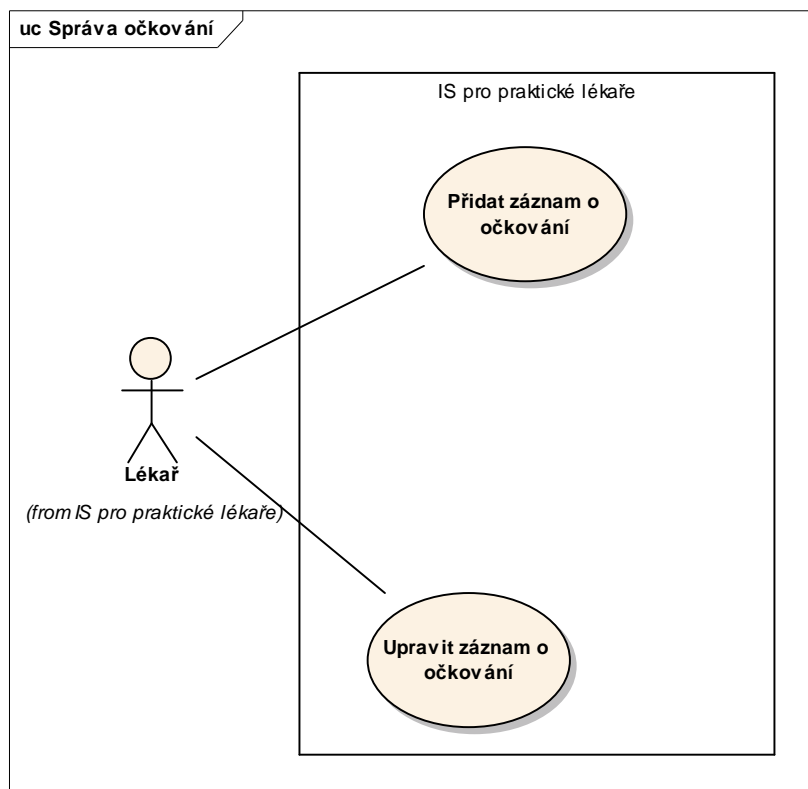 uc Správa očkování
IS pro praktické lékaře
Přidat záznam o
očkování
Lékař
(from IS pro praktické lékaře)
Upravit záznam o
očkování